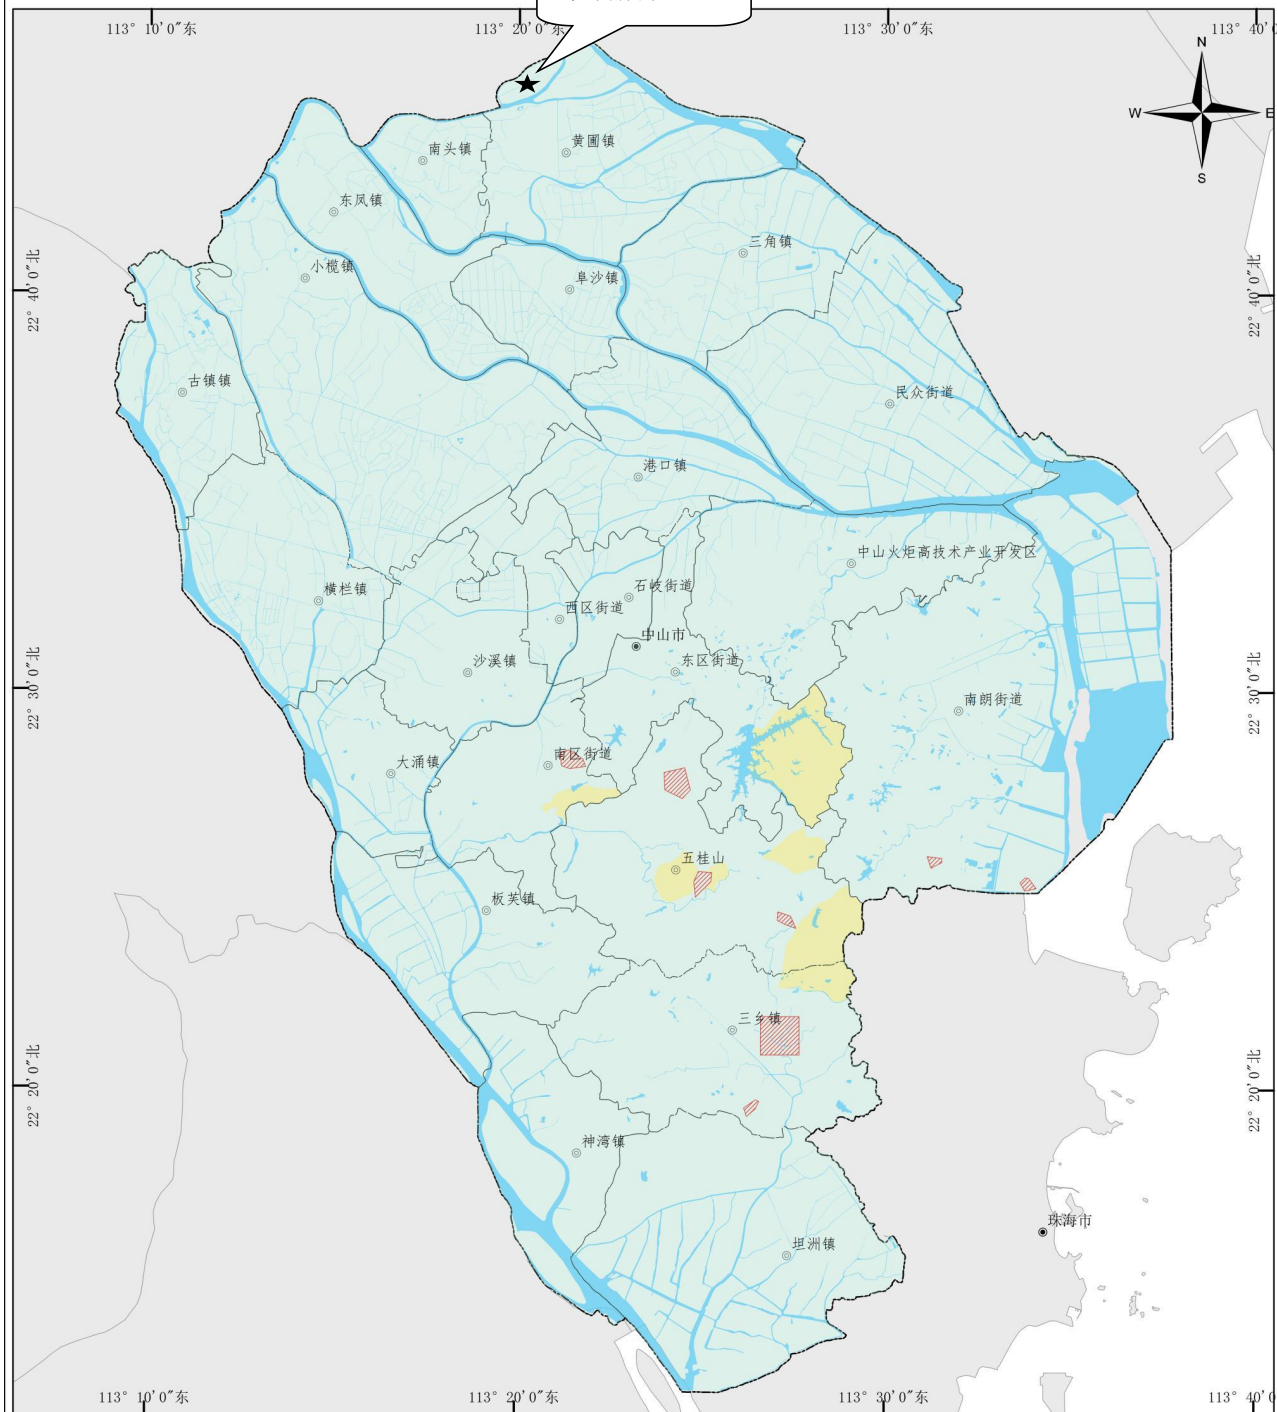 113° 10'0"东
113° 20'0"东
113° 30'0"东
113° 40'0
N
W
E
S
黄圃镇
南头镇
东凤镇
三角镇
小榄镇
阜沙镇
22° 40'0"北
22° 40'0"北
古镇镇
民众街道
港口镇
中山火炬高技术产业开发区
横栏镇
石岐街道
西区街道
中山市
沙溪镇
东区街道
22° 30'0"北
22° 30'0"北
南朗街道
大涌镇
南区街道
五桂山
板芙镇
三乡镇
22° 20'0"北
22° 20'0"北
神湾镇
珠海市
坦洲镇
113° 10'0"东
113° 20'0"东
113° 30'0"东
113° 40'0